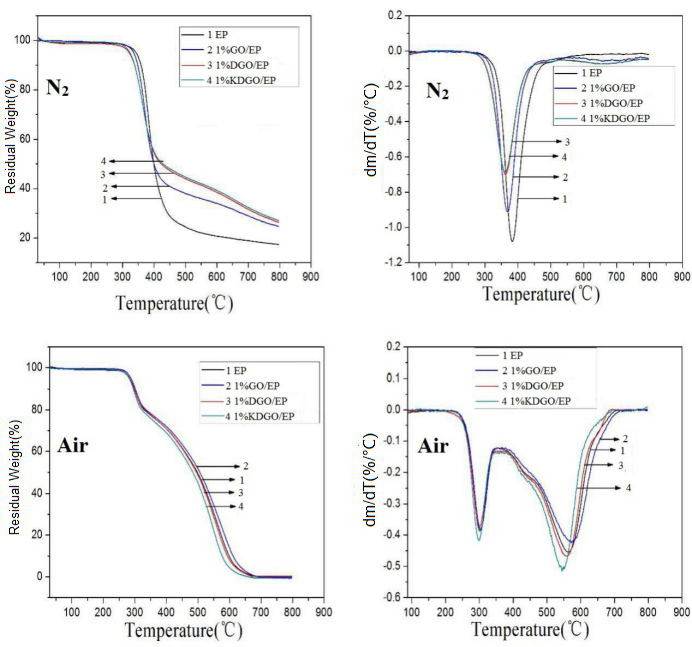 100
80
60
40
20
0
100
200
300
400
500
600
700
800
900
Residual Weight(%)
Temperature(℃)
N2
1 EP
2 1%GO/EP
3 1%DGO/EP
4 1%KDGO/EP
4
3
2
1
0.0
-0.2
-0.4
-0.6
-0.8
-1.0
-1.2
100
200
300
400
500
600
700
800
900
dm/dT(%/°C)
Temperature(℃)
N2
1 EP
2 1%GO/EP
3 1%DGO/EP
4 1%KDGO/EP
3
4
2
1
100
80
60
40
20
0
100
200
300
400
500
600
700
800
900
Residual Weight(%)
Temperature(℃)
Air
1 EP
2 1%GO/EP
3 1%DGO/EP
4 1%KDGO/EP
2
1
3
4
0.2
0.1
0.0
-0.1
-0.2
-0.3
-0.4
-0.5
-0.6
100
200
300
400
500
600
700
800
900
dm/dT(%/°C)
Temperature(℃)
Air
1 EP
2 1%GO/EP
3 1%DGO/EP
4 1%KDGO/EP
2
1
3
4